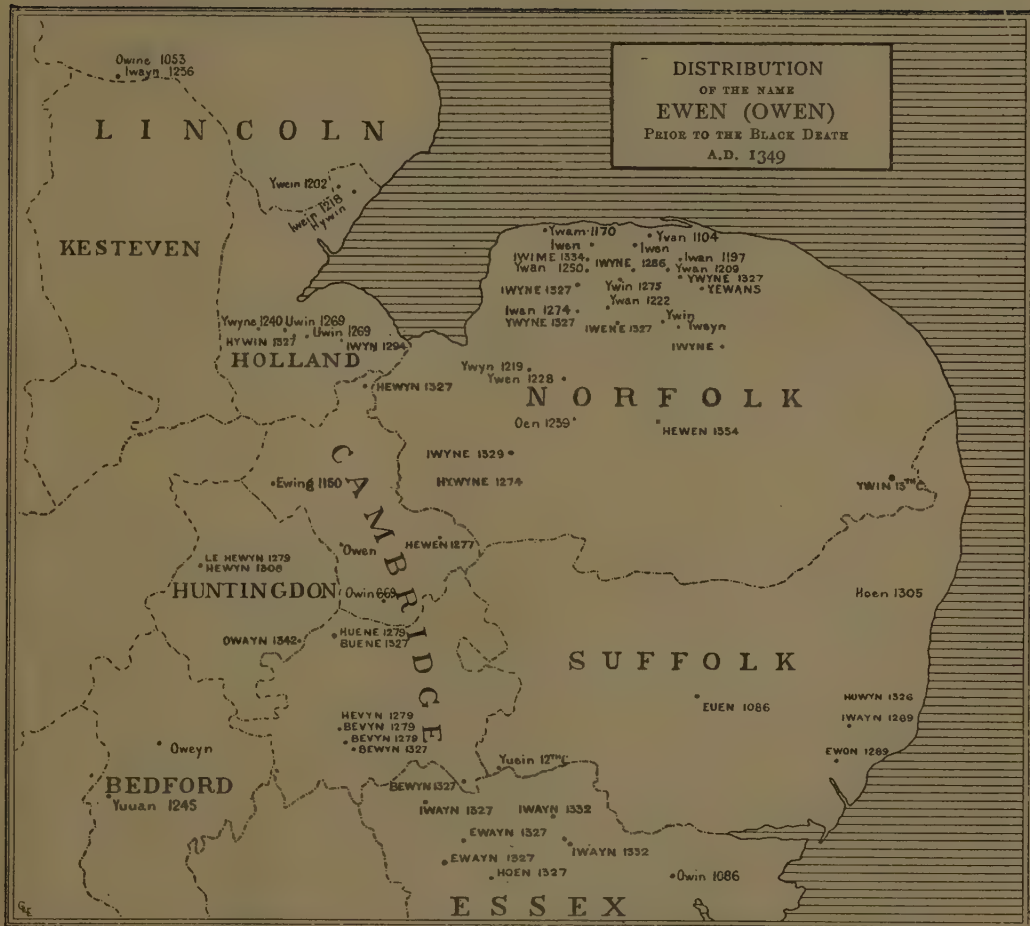 DISTRIBUTION
OF THE NAME
EWEN (OWEN)
PRIOR TO THE BLACK DEATH
A.D. 1349
Owine 1053
Iwayn 1236
LINCOLN
Ywein 1202
Iwein 1218
Hywin
KESTEVEN
Ywyne 1240
Uwin 1269
Uwin 1269
HYWIN 1327
IWYN 1294
HOLLAND
HEWYN 1327
Ywam 1170
Yvan 1104
Iwen
Iwen
IWIME 1334
IWYNE 1286
Iwan 1197
Ywan 1250
Ywan 1209
YWYNE 1327
IWYNE 1327
Ywin 1275
YEWANS
Ywan 1222
Iwan 1274
YWYNE 1327
IWENE 1327
Ywin
Iwayn
IWYNE
Ywyn 1219
Ywen 1228
NORFOLK
Oen 1239
HEWEN 1334
IWYNE 1329
HYWYNE 1274
YWIN 13TH C.
CAMBRIDGE
Ewing 1150
Owen
HEWEN 1277
LE HEWYN 1279
HEWYN 1308
HUNTINGDON
Owin 669
Hoen 1305
OWAYN 1342
HUENE 1279
BUENE 1327
SUFFOLK
EUEN 1086
HUWYN 1326
IWAYN 1289
HEVYN 1279
BEVYN 1279
BEVYN 1279
BEWYN 1327
EWON 1289
Oweyn
BEDFORD
Yuuan 1245
Yuein 12TH C.
BEWYN 1327
IWAYN 1327
IWAYN 1332
EWAYN 1327
IWAYN 1332
EWAYN 1327
HOEN 1327
Owin 1086
ESSEX